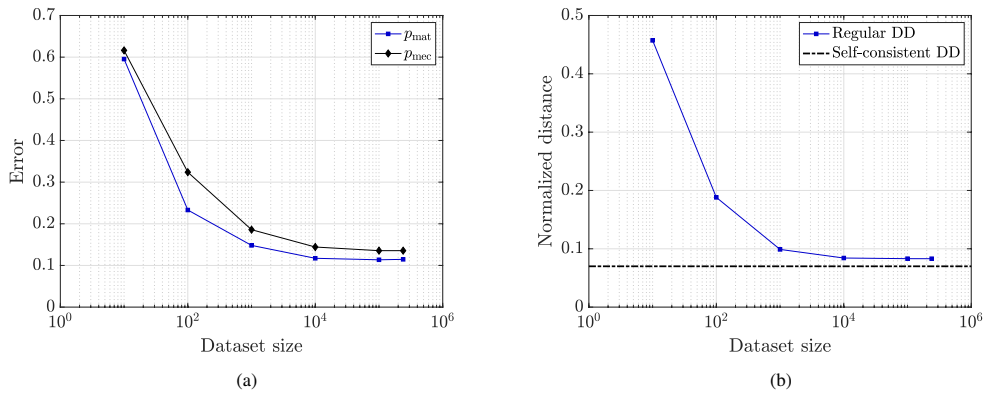 0.7
0.6
0.5
0.4
0.3
0.2
0.1
0
Error
10^0
10^2
10^4
10^6
Dataset size
p_mat
p_mec
(a)
0.5
0.4
0.3
0.2
0.1
0
Normalized distance
10^0
10^2
10^4
10^6
Dataset size
Regular DD
Self-consistent DD
(b)